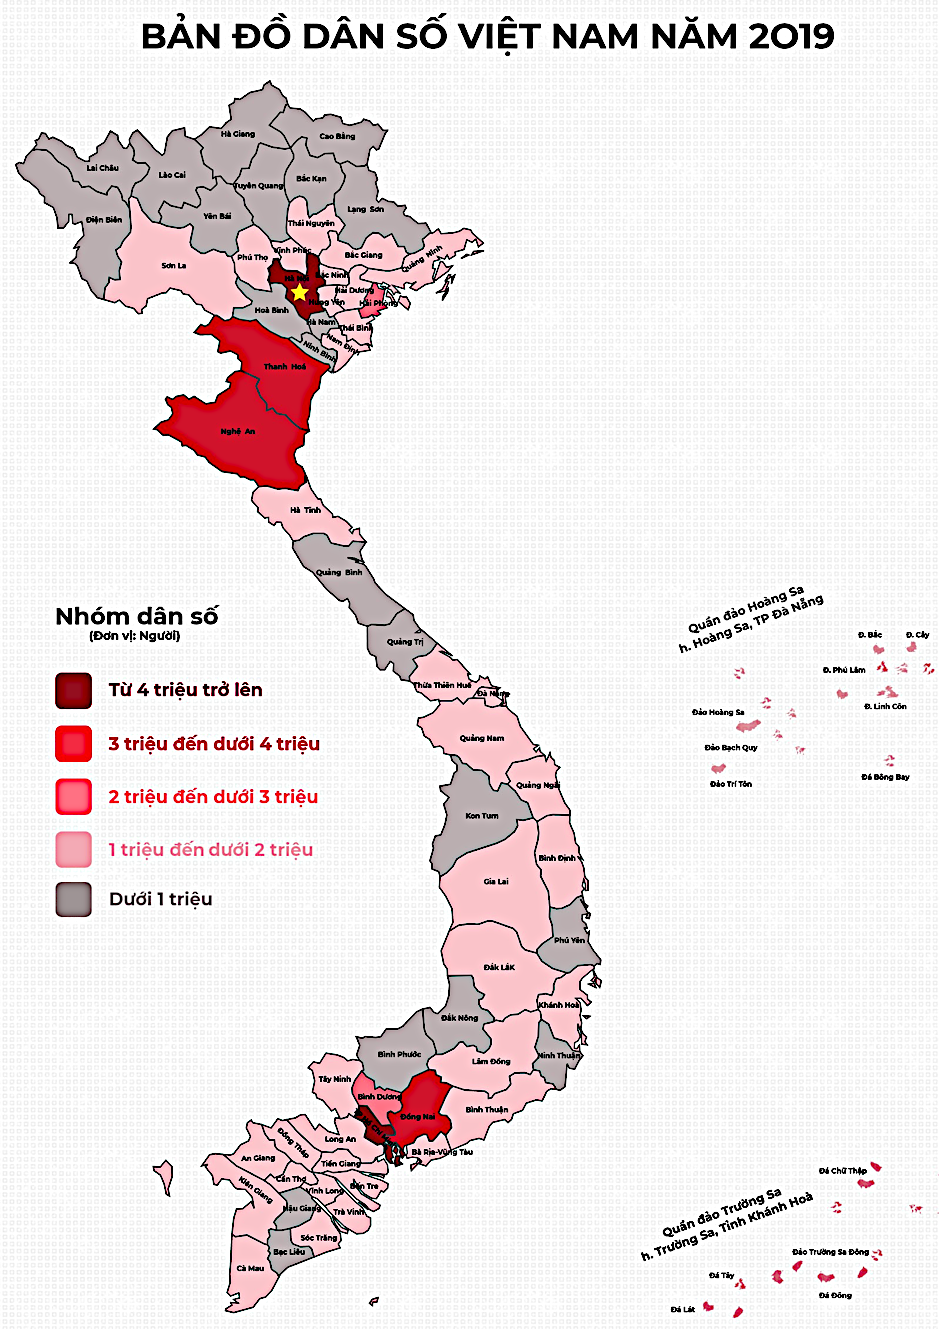 BẢN ĐỒ DÂN SỐ VIỆT NAM NĂM 2019
Hà Giang
Cao Bằng
Lai Châu
Lào Cai
Bắc Kạn
Tuyên Quang
Lạng Sơn
Điện Biên
Yên Bái
Thái Nguyên
Phú Thọ
Vĩnh Phúc
Bắc Giang
Quảng Ninh
Sơn La
Hà Nội
Bắc Ninh
Hải Dương
Hưng Yên
Hải Phòng
Hoà Bình
Hà Nam
Thái Bình
Nam Định
Ninh Bình
Thanh Hoá
Nghệ An
Hà Tĩnh
Quảng Bình
Quảng Trị
Thừa Thiên Huế
Đà Nẵng
Quảng Nam
Quảng Ngãi
Kon Tum
Bình Định
Gia Lai
Phú Yên
Đắk LắK
Khánh Hoà
Đắk Nông
Bình Phước
Ninh Thuận
Lâm Đồng
Tây Ninh
Bình Dương
Bình Thuận
Đồng Nai
Long An
Bà Rịa-Vũng Tàu
Đồng Tháp
An Giang
Tiền Giang
Cần Thơ
Bến Tre
Kiên Giang
Vĩnh Long
Hậu Giang
Trà Vinh
Sóc Trăng
Bạc Liêu
Cà Mau
Nhóm dân số
(Đơn vị: Người)
Từ 4 triệu trở lên
3 triệu đến dưới 4 triệu
2 triệu đến dưới 3 triệu
1 triệu đến dưới 2 triệu
Dưới 1 triệu
Quần đảo Hoàng Sa
h. Hoàng Sa, TP Đà Nẵng
Đ. Bắc
Đ. Cây
Đ. Phú Lâm
Đ. Linh Côn
Đảo Hoàng Sa
Đảo Bạch Quy
Đảo Tri Tôn
Đá Bông Bay
Quần đảo Trường Sa
h. Trường Sa, Tỉnh Khánh Hoà
Đá Chữ Thập
Đảo Trường Sa Đông
Đá Tây
Đá Đông
Đá Lát